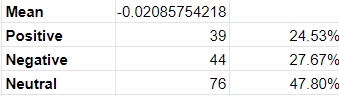 Mean -0.02085754218
Positive 39 24.53%
Negative 44 27.67%
Neutral 76 47.80%